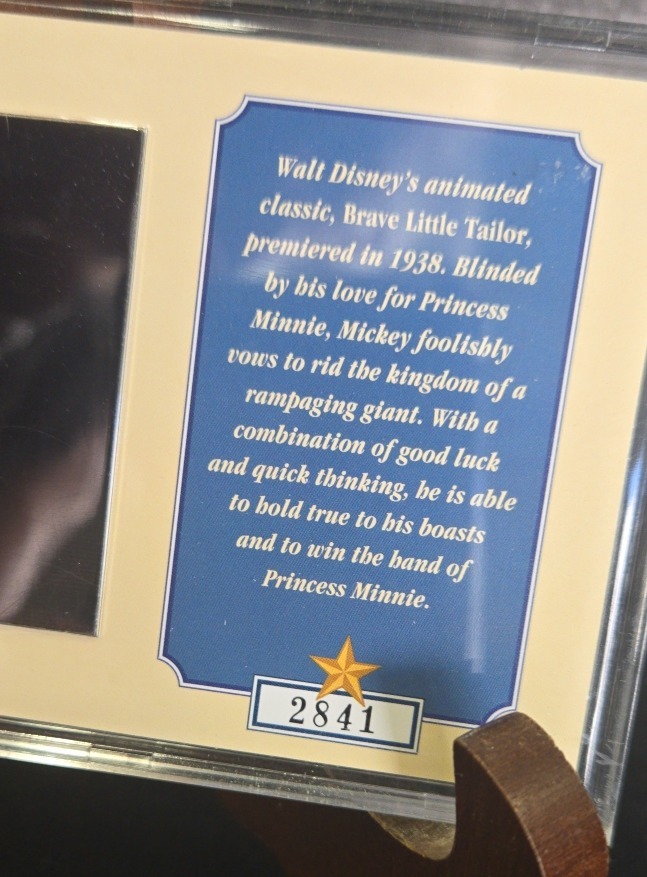 Walt Disney's animated
classic, Brave Little Tailor,
premiered in 1938. Blinded
by his love for Princess
Minnie, Mickey foolishly
vows to rid the kingdom of a
rampaging giant. With a
combination of good luck
and quick thinking, he is able
to hold true to his boasts
and to win the hand of
Princess Minnie.
2841